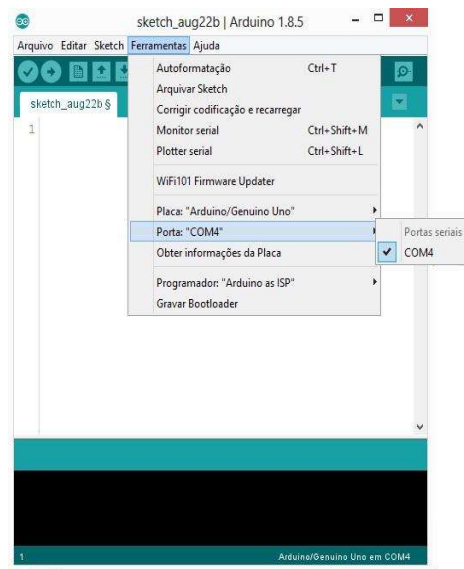 sketch_aug22b | Arduino 1.8.5
Arquivo Editar Sketch Ferramentas Ajuda
sketch_aug22b §
1
Autoformatação Ctrl+T
Arquivar Sketch
Corrigir codificação e recarregar
Monitor serial Ctrl+Shift+M
Plotter serial Ctrl+Shift+L
WiFi101 Firmware Updater
Placa: "Arduino/Genuino Uno"
Porta: "COM4"
Obter informações da Placa
Programador: "Arduino as ISP"
Gravar Bootloader
Portas seriais
COM4
1 Arduino/Genuino Uno em COM4